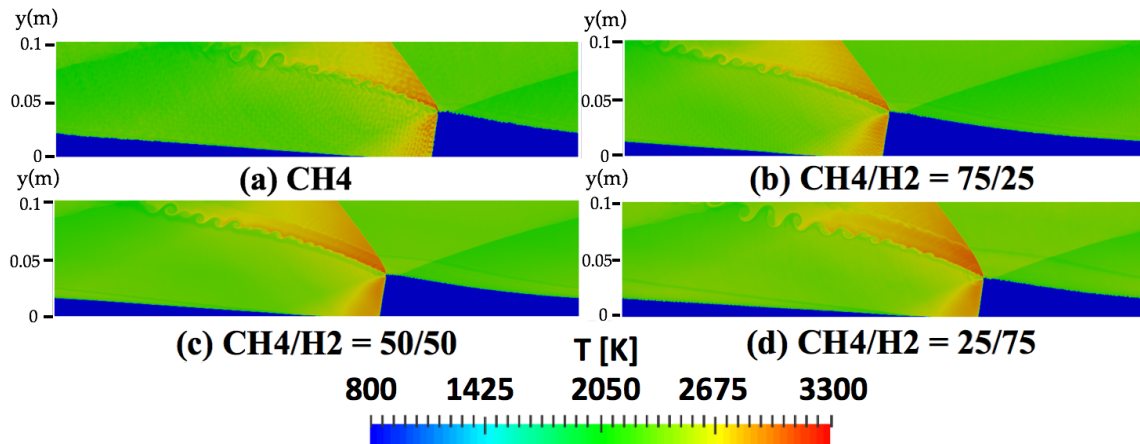 y(m)
0.1
0.05
0
(a) CH4
y(m)
0.1
0.05
0
(b) CH4/H2 = 75/25
y(m)
0.1
0.05
0
(c) CH4/H2 = 50/50
y(m)
0.1
0.05
0
(d) CH4/H2 = 25/75
T [K]
800 1425 2050 2675 3300